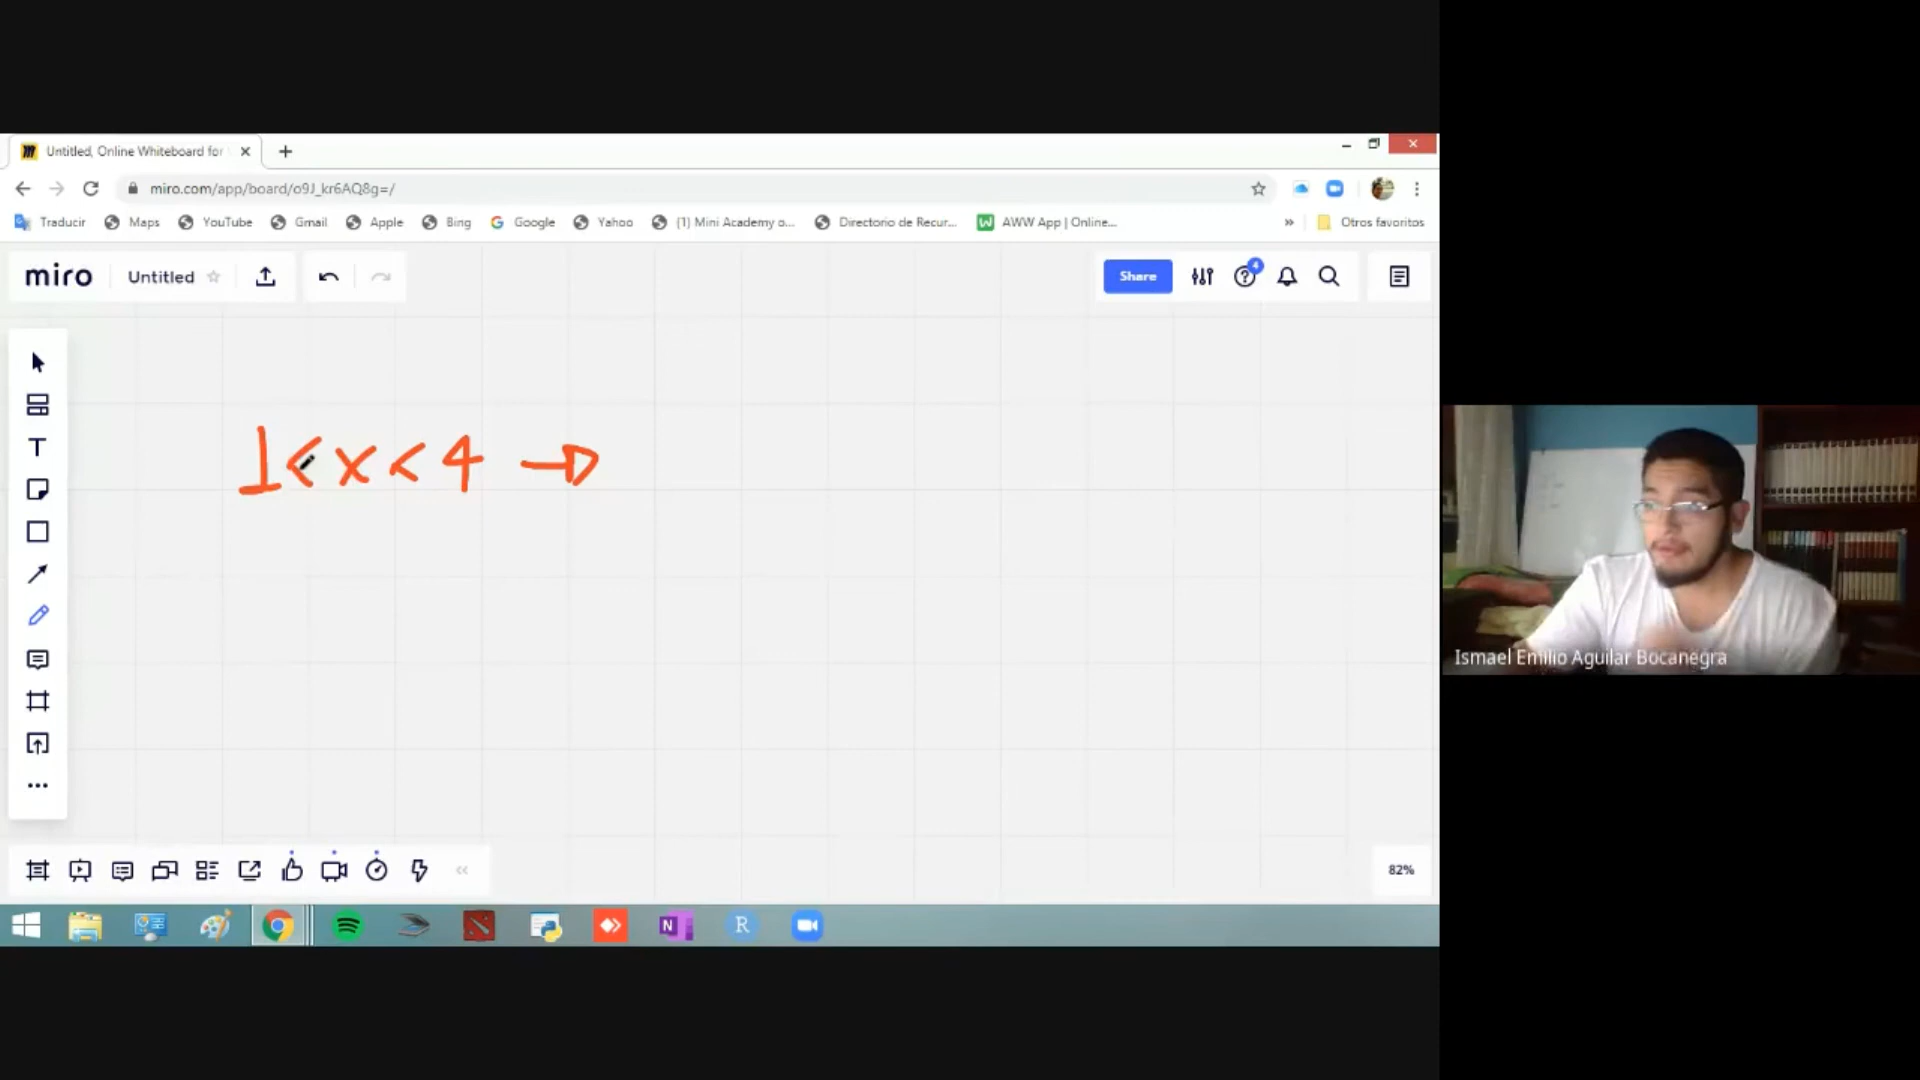 Untitled, Online Whiteboard for
miro.com/app/board/o9J_kr6AQ8g=/
Traducir Maps YouTube Gmail Apple Bing Google Yahoo (1) Mini Academy o... Directorio de Recur... AWW App | Online... » Otros favoritos
miro Untitled Share 4
1 < x < 4 →
Ismael Emilio Aguilar Bocanegra
82%